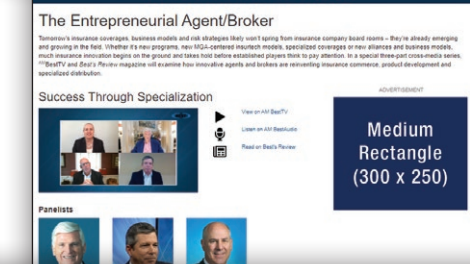 The Entrepreneurial Agent/Broker
Tomorrow's insurance coverages, business models and risk strategies likely won't spring from insurance company board rooms – they're already emerging
and growing in the field. Whether it's new programs, new MGA-centered insurtech models, specialized coverages or new alliances and business models,
much insurance innovation begins on the ground and takes hold before established players think to pay attention. In a special three-part cross-media series,
BestTV and Best's Review magazine will examine how innovative agents and brokers are reinventing insurance commerce, product development and
specialized distribution.
ADVERTISEMENT
Success Through Specialization
View on AM BestTV
Listen on AM BestAudio
Read on Best's Review
Medium
Rectangle
(300 x 250)
Panelists